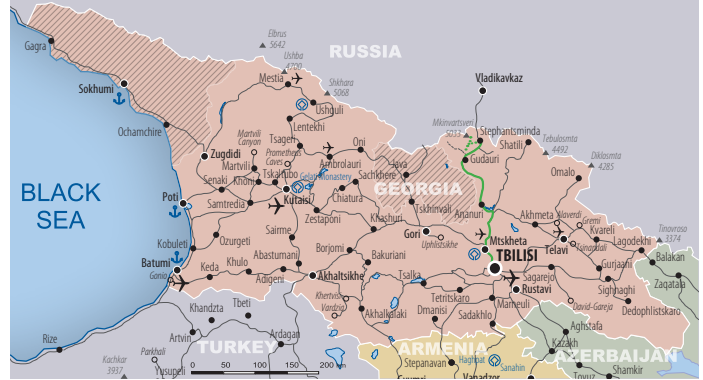 Elbrus
5642
RUSSIA
Gagra
Ushba
4700
Mestia
Shkhara
5068
Vladikavkaz
Sokhumi
Ushguli
Mkinvartsveri
5033
Stephantsminda
Ochamchire
Lentekhi
Martvili
Canyon
Tsageri
Oni
Shatili
Tebulosmta
4492
Zugdidi
Prometheus
Caves
Ambrolauri
Java
Gudauri
Diklosmta
4285
Martvili
Sachkhere
Omalo
Senaki
Khoni
Tskaltubo
Gelati Monastery
GEORGIA
BLACK
SEA
Poti
Samtredia
Kutaisi
Chiatura
Tskhinvali
Ananuri
Zestaponi
Khashuri
Akhmeta
Alaverdi
Gremi
Kvareli
Tinovroso
3374
Kobuleti
Ozurgeti
Sairme
Gori
Uphlistsikhe
Mtskheta
Telavi
Tsinandali
Lagodekhi
Borjomi
TBILISI
Balakan
Batumi
Gonio
Keda
Khulo
Abastumani
Bakuriani
Gurjaani
Adigeni
Akhaltsikhe
Tsalka
Sagarejo
Zaqatala
Khertvisi
Vardzia
Tetritskaro
Rustavi
Sighnaghi
Khandzta
Tbeti
Akhalkalaki
Dmanisi
Marneuli
David-Gareja
Dedophlistskaro
Sadakhlo
Aghstafa
Rize
Artvin
Ardagan
TURKEY
ARMENIA
Kazakh
AZERBAIJAN
Kachkar
3937
Parkhali
Yusupeli
0 50 100 150 200 km
Stepanavan
Haghpat
Sanahin
Tovuz
Shamkir
Vanadzor